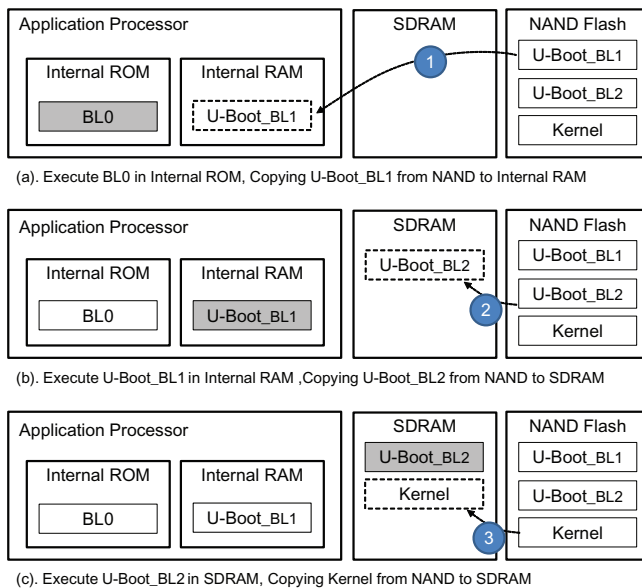 Application Processor
SDRAM
NAND Flash
Internal ROM
Internal RAM
BL0
U-Boot_BL1
1
U-Boot_BL1
U-Boot_BL2
Kernel
(a). Execute BL0 in Internal ROM, Copying U-Boot_BL1 from NAND to Internal RAM
Application Processor
SDRAM
NAND Flash
Internal ROM
Internal RAM
BL0
U-Boot_BL1
U-Boot_BL2
2
U-Boot_BL1
U-Boot_BL2
Kernel
(b). Execute U-Boot_BL1 in Internal RAM ,Copying U-Boot_BL2 from NAND to SDRAM
Application Processor
SDRAM
NAND Flash
Internal ROM
Internal RAM
BL0
U-Boot_BL1
U-Boot_BL2
Kernel
3
U-Boot_BL1
U-Boot_BL2
Kernel
(c). Execute U-Boot_BL2 in SDRAM, Copying Kernel from NAND to SDRAM